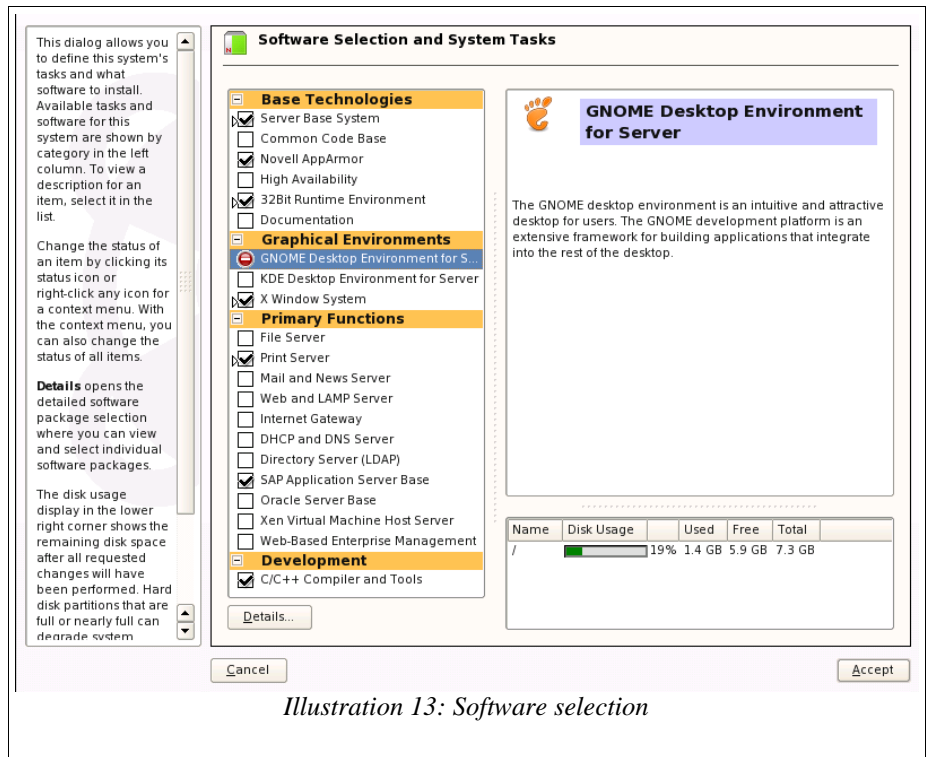 This dialog allows you
to define this system's
tasks and what
software to install.
Available tasks and
software for this
system are shown by
category in the left
column. To view a
description for an
item, select it in the
list.
Change the status of
an item by clicking its
status icon or
right-click any icon for
a context menu. With
the context menu, you
can also change the
status of all items.
Details opens the
detailed software
package selection
where you can view
and select individual
software packages.
The disk usage
display in the lower
right corner shows the
remaining disk space
after all requested
changes will have
been performed. Hard
disk partitions that are
full or nearly full can
degrade system
Software Selection and System Tasks
Base Technologies
Server Base System
Common Code Base
Novell AppArmor
High Availability
32Bit Runtime Environment
Documentation
Graphical Environments
GNOME Desktop Environment for S...
KDE Desktop Environment for Server
X Window System
Primary Functions
File Server
Print Server
Mail and News Server
Web and LAMP Server
Internet Gateway
DHCP and DNS Server
Directory Server (LDAP)
SAP Application Server Base
Oracle Server Base
Xen Virtual Machine Host Server
Web-Based Enterprise Management
Development
C/C++ Compiler and Tools
Details...
GNOME Desktop Environment
for Server
The GNOME desktop environment is an intuitive and attractive
desktop for users. The GNOME development platform is an
extensive framework for building applications that integrate
into the rest of the desktop.
Name Disk Usage Used Free Total
/ 19% 1.4 GB 5.9 GB 7.3 GB
Cancel Accept
Illustration 13: Software selection